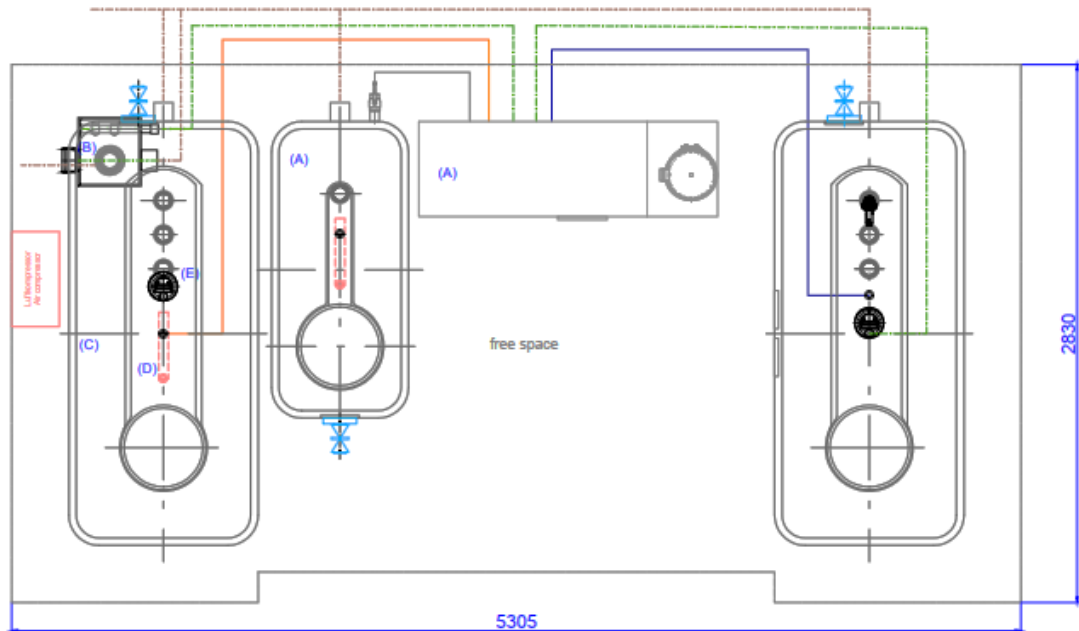 (B)
(A)
(A)
Luftkompressor
Air compressor
(E)
(C)
free space
(D)
2830
5305